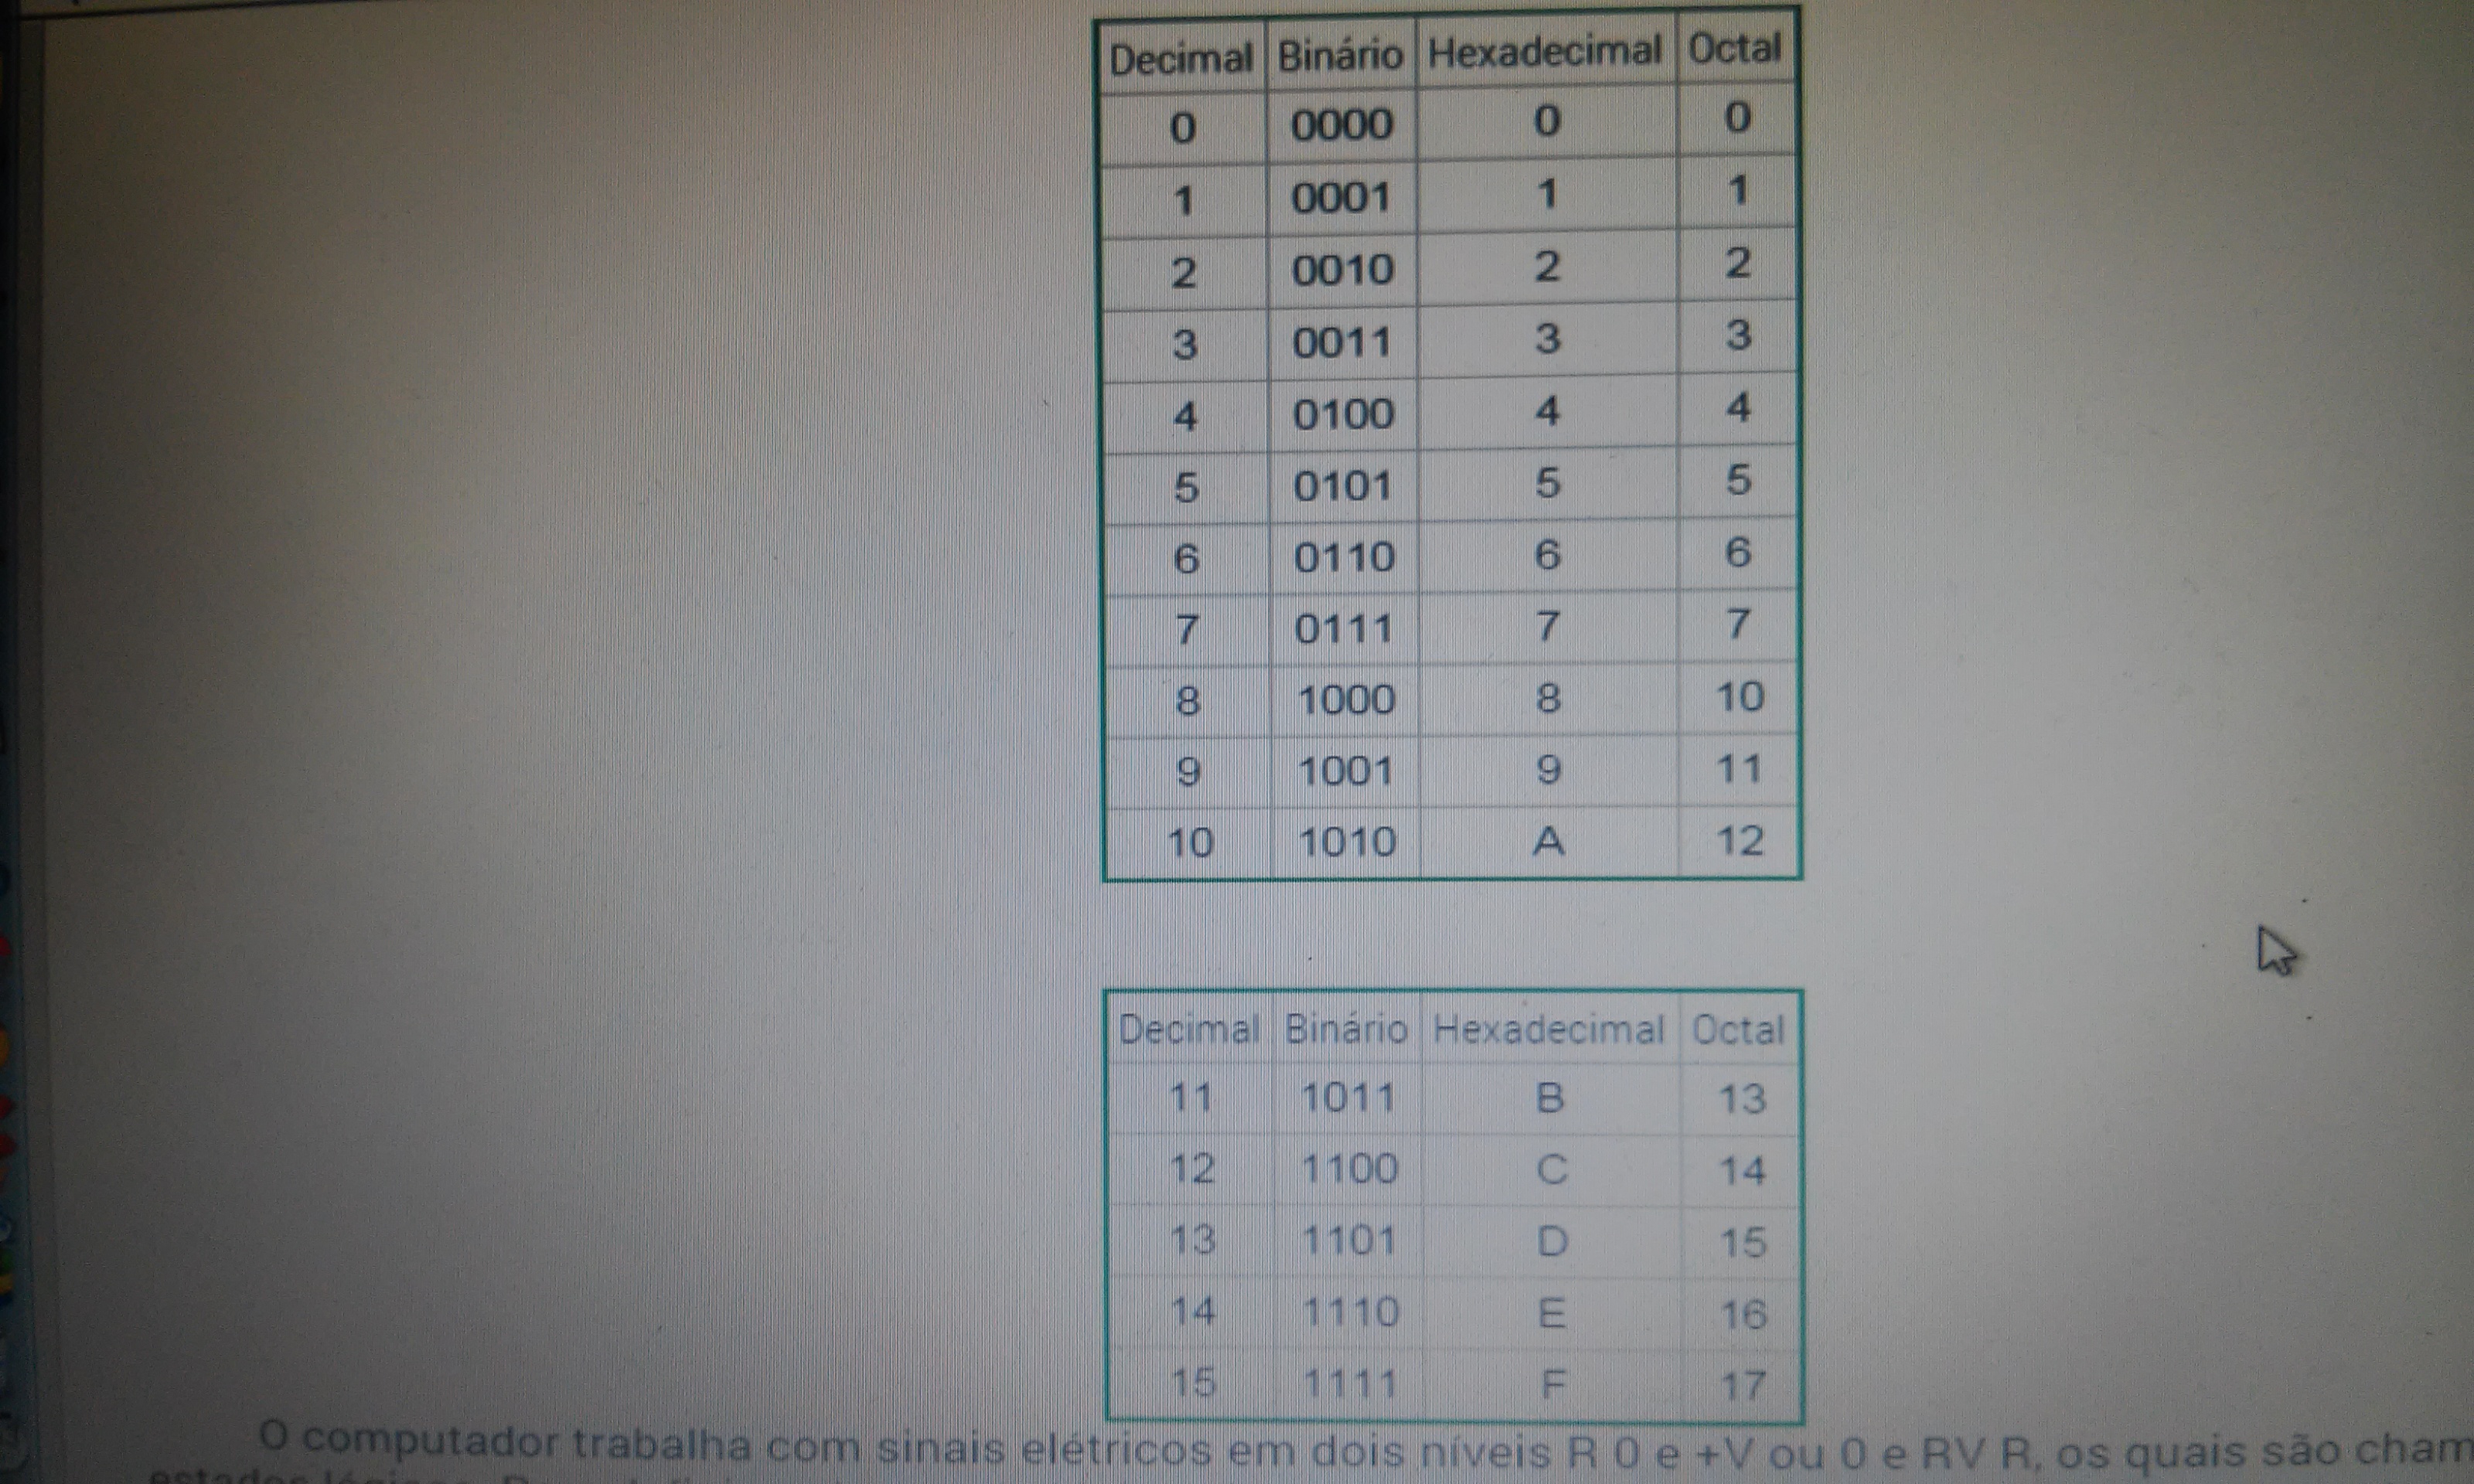 Decimal Binário Hexadecimal Octal
0 0000 0 0
1 0001 1 1
2 0010 2 2
3 0011 3 3
4 0100 4 4
5 0101 5 5
6 0110 6 6
7 0111 7 7
8 1000 8 10
9 1001 9 11
10 1010 A 12
Decimal Binário Hexadecimal Octal
11 1011 B 13
12 1100 C 14
13 1101 D 15
14 1110 E 16
15 1111 F 17
O computador trabalha com sinais elétricos em dois níveis R 0 e +V ou 0 e RV R, os quais são cham